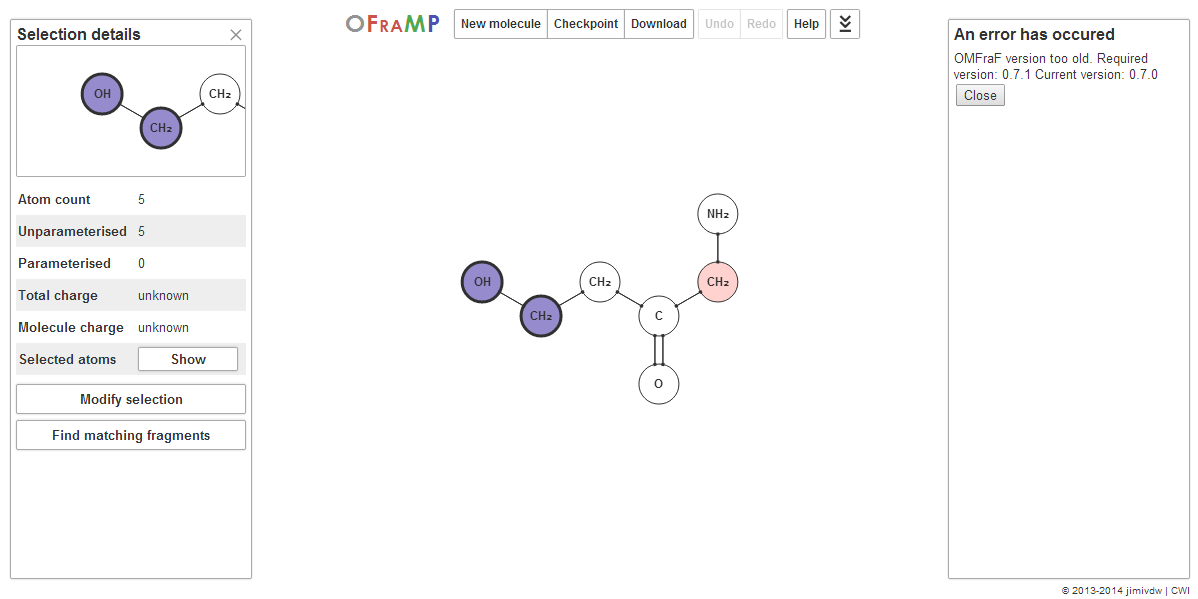 Selection details
OH
CH₂
CH₂
Atom count 5
Unparameterised 5
Parameterised 0
Total charge unknown
Molecule charge unknown
Selected atoms Show
Modify selection
Find matching fragments
OFRAMP
New molecule Checkpoint Download Undo Redo Help
NH₂
OH
CH₂
CH₂
CH₂
C
O
An error has occured
OMFraF version too old. Required
version: 0.7.1 Current version: 0.7.0
Close
© 2013-2014 jimivdw | CWI